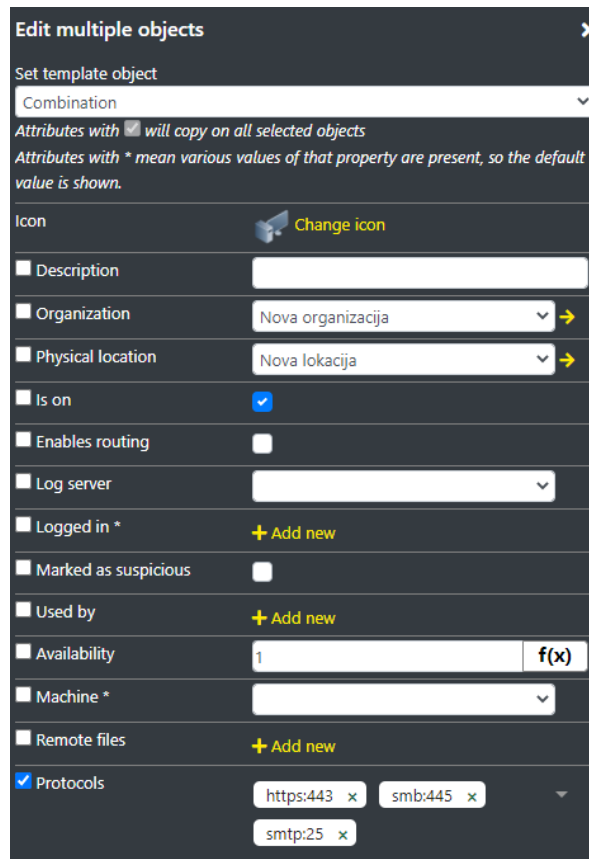 Edit multiple objects
Set template object
Combination
Attributes with will copy on all selected objects
Attributes with * mean various values of that property are present, so the default
value is shown.
Icon Change icon
Description
Organization Nova organizacija
Physical location Nova lokacija
Is on
Enables routing
Log server
Logged in * + Add new
Marked as suspicious
Used by + Add new
Availability 1 f(x)
Machine *
Remote files + Add new
Protocols https:443 × smb:445 ×
smtp:25 ×